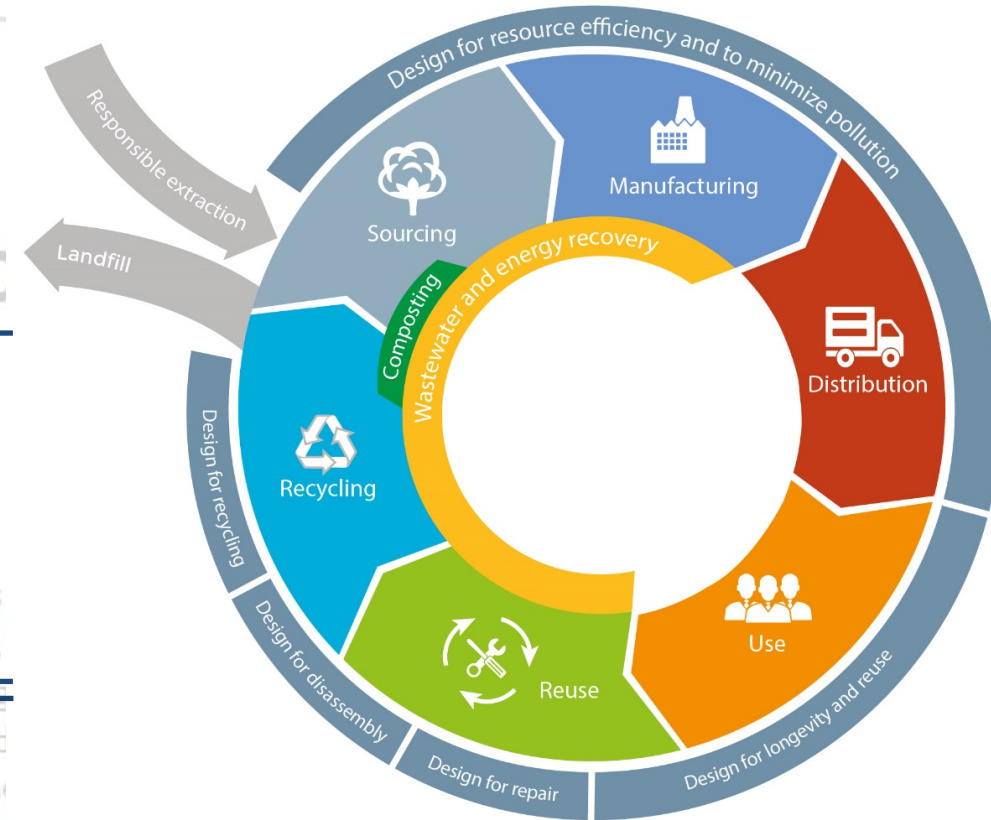 Design for resource efficiency and to minimize pollution
Responsible extraction
Landfill
Sourcing
Manufacturing
Distribution
Use
Reuse
Recycling
Composting
Wastewater and energy recovery
Design for longevity and reuse
Design for repair
Design for disassembly
Design for recycling